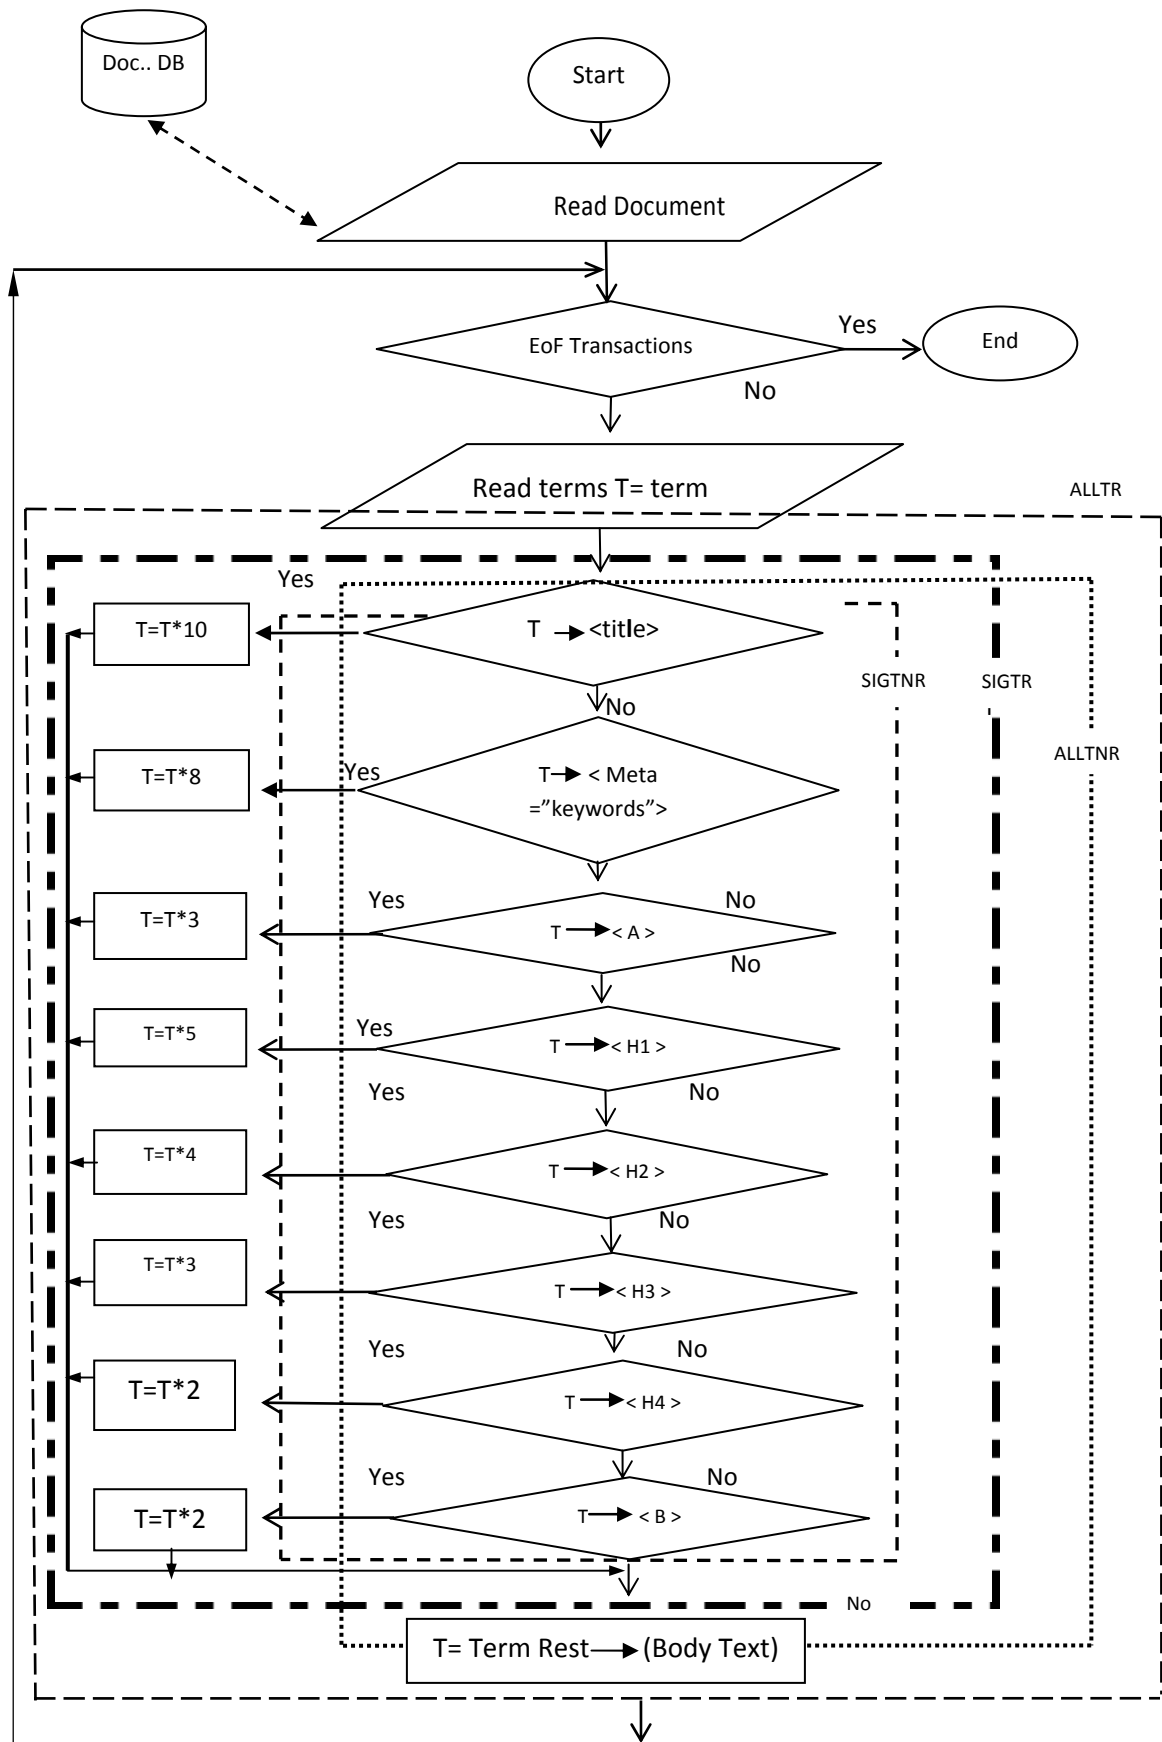 Doc.. DB
Start
Read Document
EoF Transactions
Yes
End
No
Read terms T= term
ALLTR
Yes
T=T*10
T <title>
SIGTNR
SIGTR
No
ALLTNR
T=T*8
Yes
T < Meta
="keywords">
T=T*3
Yes
No
T < A >
No
T=T*5
Yes
T < H1 >
Yes
No
T=T*4
T < H2 >
Yes
No
T=T*3
T < H3 >
Yes
No
T=T*2
T < H4 >
Yes
No
T=T*2
T < B >
No
T= Term Rest (Body Text)